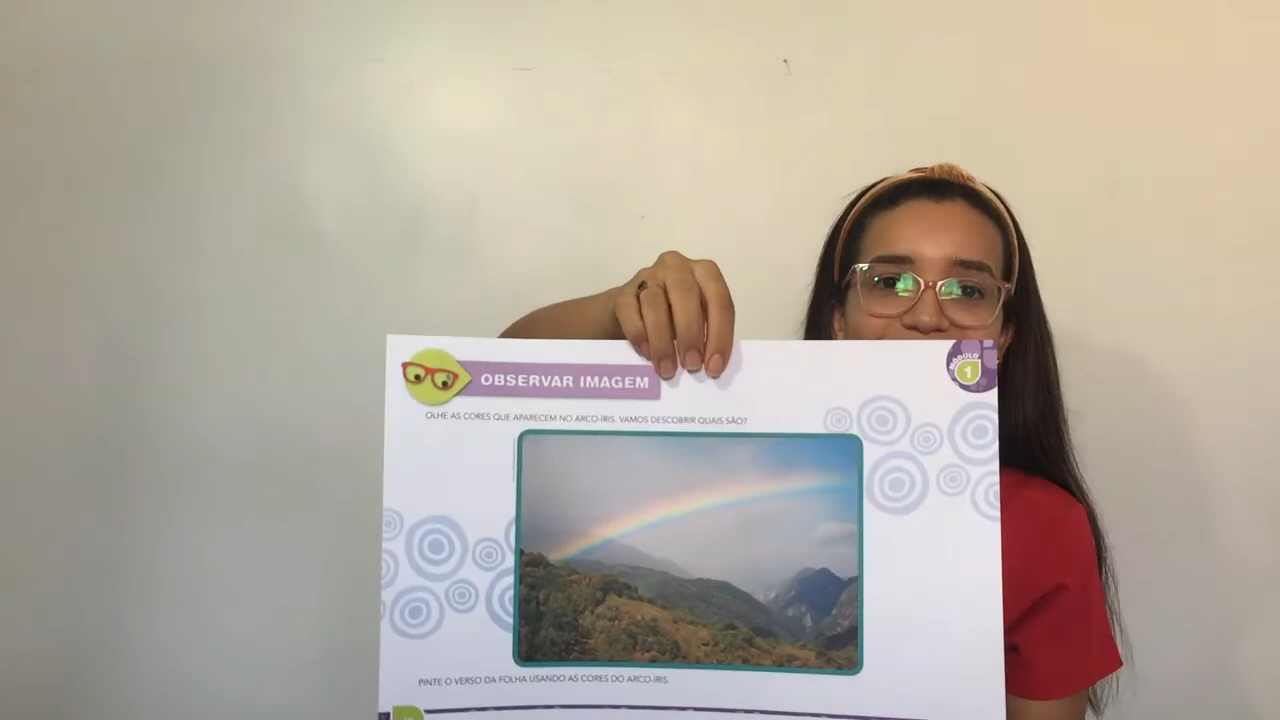 OBSERVAR IMAGEM
MÓDULO
1
OLHE AS CORES QUE APARECEM NO ARCO-ÍRIS. VAMOS DESCOBRIR QUAIS SÃO?
PINTE O VERSO DA FOLHA USANDO AS CORES DO ARCO-ÍRIS.